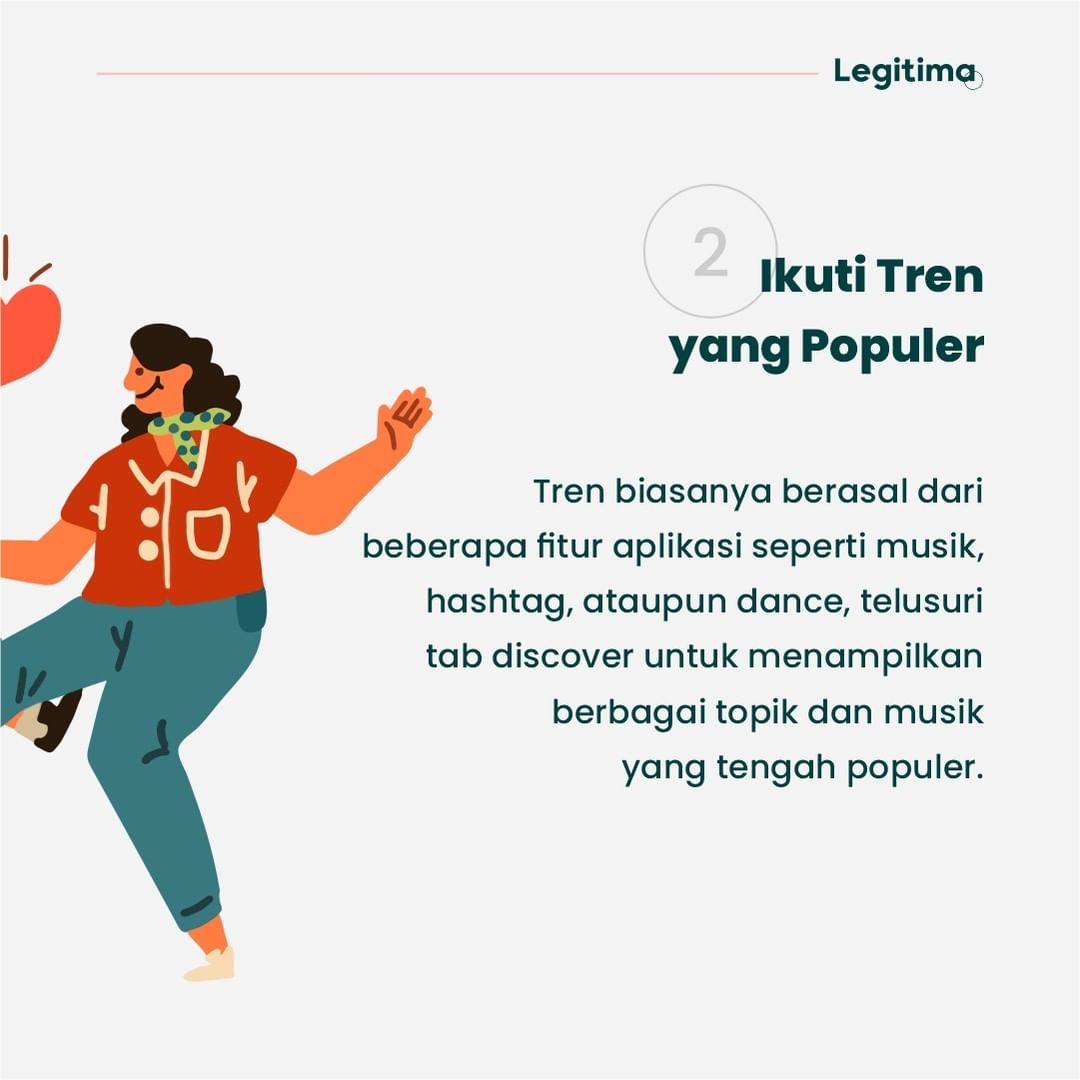 Legitima
2
Ikuti Tren
yang Populer
Tren biasanya berasal dari
beberapa fitur aplikasi seperti musik,
hashtag, ataupun dance, telusuri
tab discover untuk menampilkan
berbagai topik dan musik
yang tengah populer.